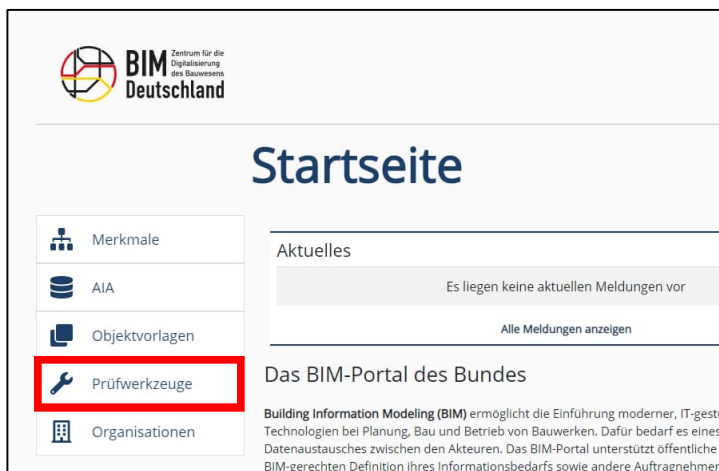 BIM Zentrum für die
Digitalisierung
des Bauwesens
Deutschland
Startseite
Merkmale
AIA
Objektvorlagen
Prüfwerkzeuge
Organisationen
Aktuelles
Es liegen keine aktuellen Meldungen vor
Alle Meldungen anzeigen
Das BIM-Portal des Bundes
Building Information Modeling (BIM) ermöglicht die Einführung moderner, IT-gest
Technologien bei Planung, Bau und Betrieb von Bauwerken. Dafür bedarf es eines
Datenaustausches zwischen den Akteuren. Das BIM-Portal unterstützt öffentliche
BIM-gerechten Definition ihres Informationsbedarfs sowie andere Auftragnehmer